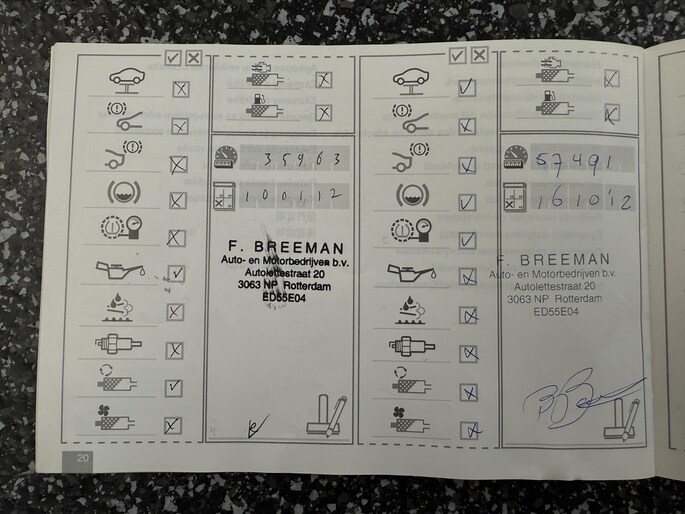 35963
100112
F. BREEMAN
Auto- en Motorbedrijven b.v.
Autolettestraat 20
3063 NP Rotterdam
ED55E04
57491
161012
F. BREEMAN
Auto- en Motorbedrijven b.v.
Autolettestraat 20
3063 NP Rotterdam
ED55E04
20